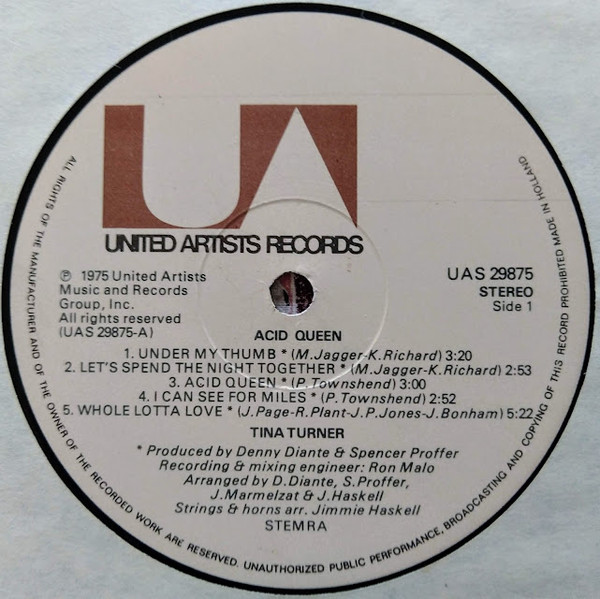 UA
UNITED ARTISTS RECORDS
℗ 1975 United Artists
Music and Records
Group, Inc.
All rights reserved
(UAS 29875-A)
UAS 29875
STEREO
Side 1
ACID QUEEN
1. UNDER MY THUMB * (M.Jagger-K.Richard) 3:20
2. LET'S SPEND THE NIGHT TOGETHER * (M.Jagger-K.Richard) 2:53
3. ACID QUEEN * (P. Townshend) 3:00
4. I CAN SEE FOR MILES * (P. Townshend) 2:52
5. WHOLE LOTTA LOVE * (J.Page-R.Plant-J.P.Jones-J.Bonham) 5:22
TINA TURNER
* Produced by Denny Diante & Spencer Proffer
Recording & mixing engineer: Ron Malo
Arranged by D.Diante, S.Proffer,
J.Marmelzat & J.Haskell
Strings & horns arr. Jimmie Haskell
STEMRA
ALL RIGHTS OF THE MANUFACTURER AND OF THE OWNER OF THE RECORDED WORK ARE RESERVED. UNAUTHORIZED PUBLIC PERFORMANCE, BROADCASTING AND COPYING OF THIS RECORD PROHIBITED MADE IN HOLLAND